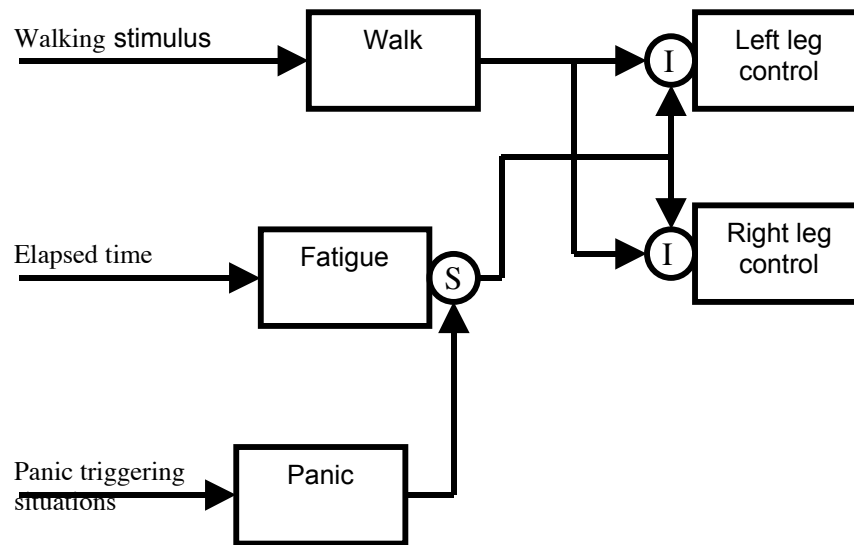 Walking stimulus
Walk
Left leg
control
I
Elapsed time
Fatigue
S
I
Right leg
control
Panic triggering
situations
Panic